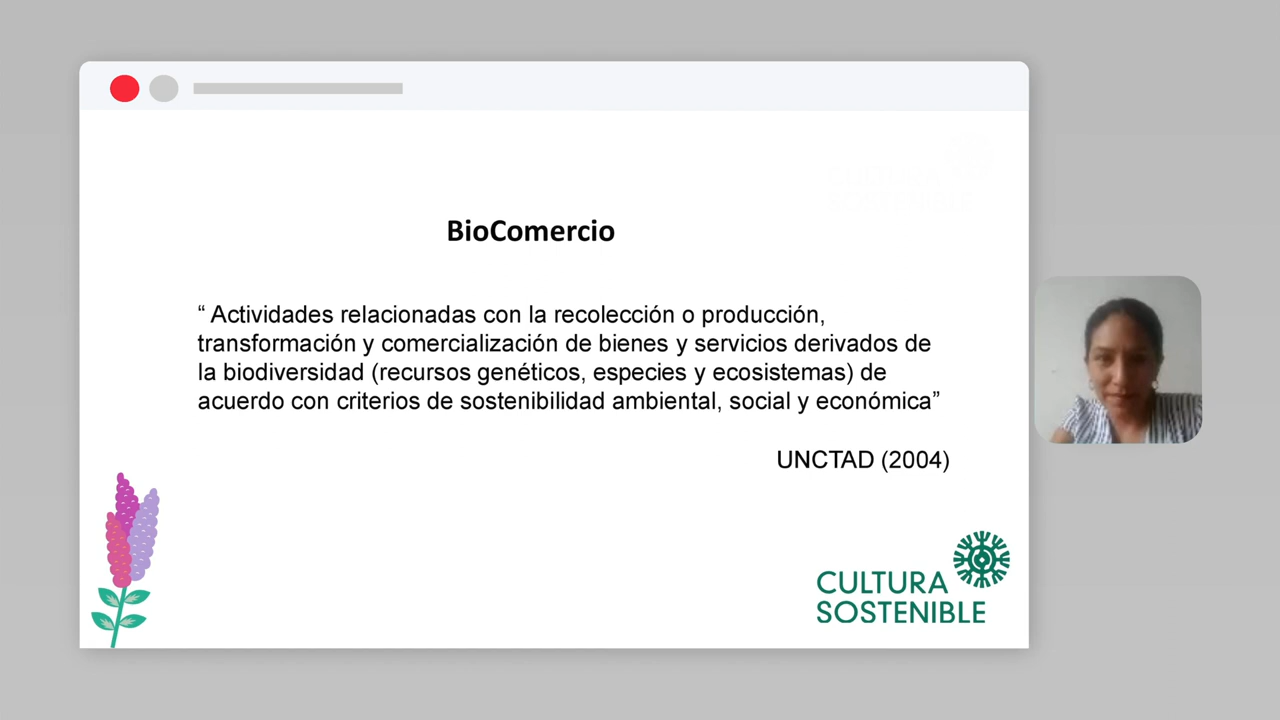 BioComercio
“ Actividades relacionadas con la recolección o producción,
transformación y comercialización de bienes y servicios derivados de
la biodiversidad (recursos genéticos, especies y ecosistemas) de
acuerdo con criterios de sostenibilidad ambiental, social y económica”
UNCTAD (2004)
CULTURA
SOSTENIBLE